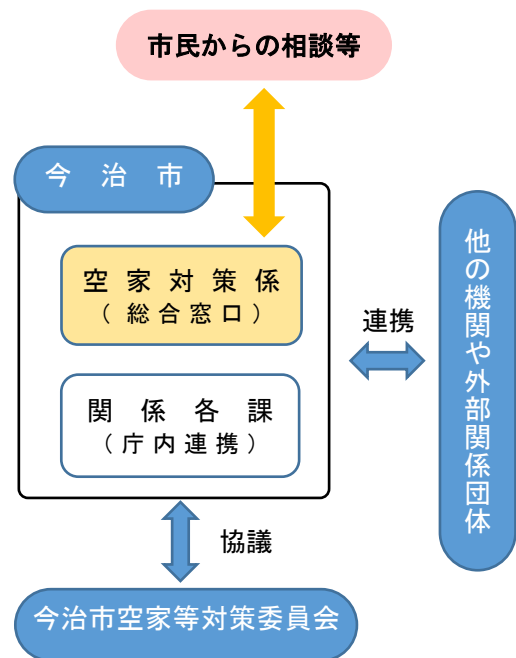 市民からの相談等
今治市
空家対策係
（総合窓口）
連携
他の機関や外部関係団体
関係各課
（庁内連携）
協議
今治市空家等対策委員会